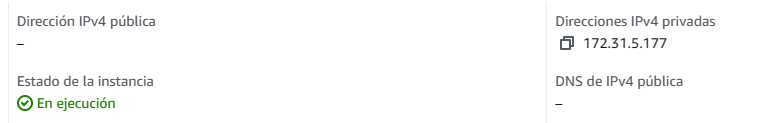 Dirección IPv4 pública
–
Estado de la instancia
En ejecución
Direcciones IPv4 privadas
172.31.5.177
DNS de IPv4 pública
–